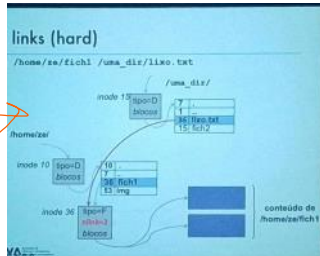 links (hard)
/home/ze/fich1 /uma_dir/lixo.txt
/uma_dir/
inode 15
tipo=D
blocos
7 .
1 ..
36 lixo.txt
15 fich2
/home/ze/
inode 10
tipo=D
blocos
10 .
7 ..
36 fich1
53 img
inode 36
tipo=F
nlink=2
blocos
conteúdo de
/home/ze/fich1